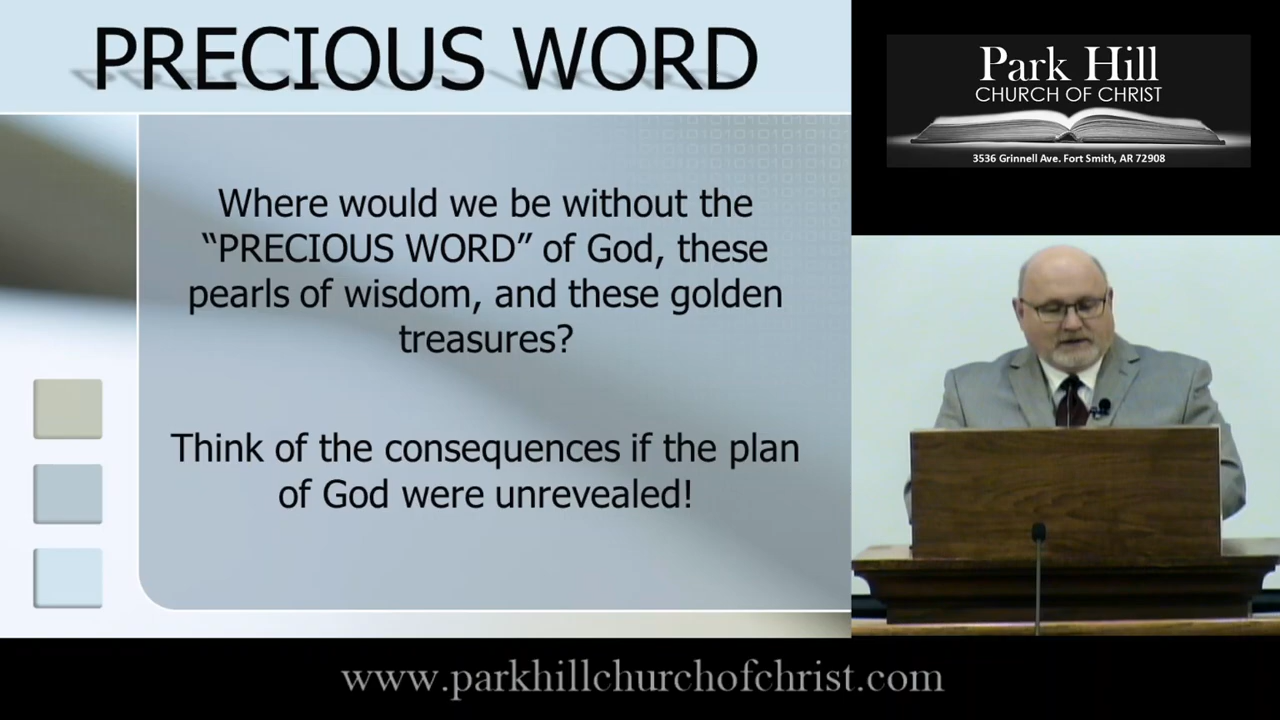 PRECIOUS WORD
Where would we be without the
“PRECIOUS WORD” of God, these
pearls of wisdom, and these golden
treasures?
Think of the consequences if the plan
of God were unrevealed!
Park Hill
CHURCH OF CHRIST
3536 Grinnell Ave. Fort Smith, AR 72908
www.parkhillchurchofchrist.com